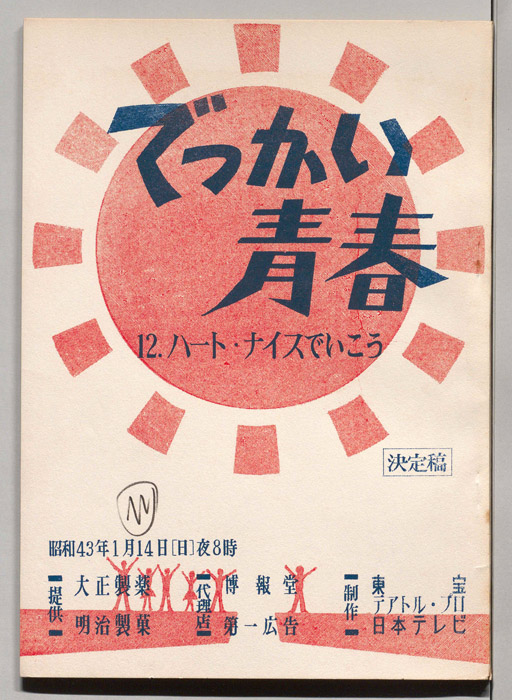 でっかい
青春
12.ハート・ナイスでいこう
決定稿
昭和43年1月14日[日]夜8時
提供
大正製薬
明治製菓
代理店
博報堂
第一広告
制作
東宝
テアトル・プロ
日本テレビ